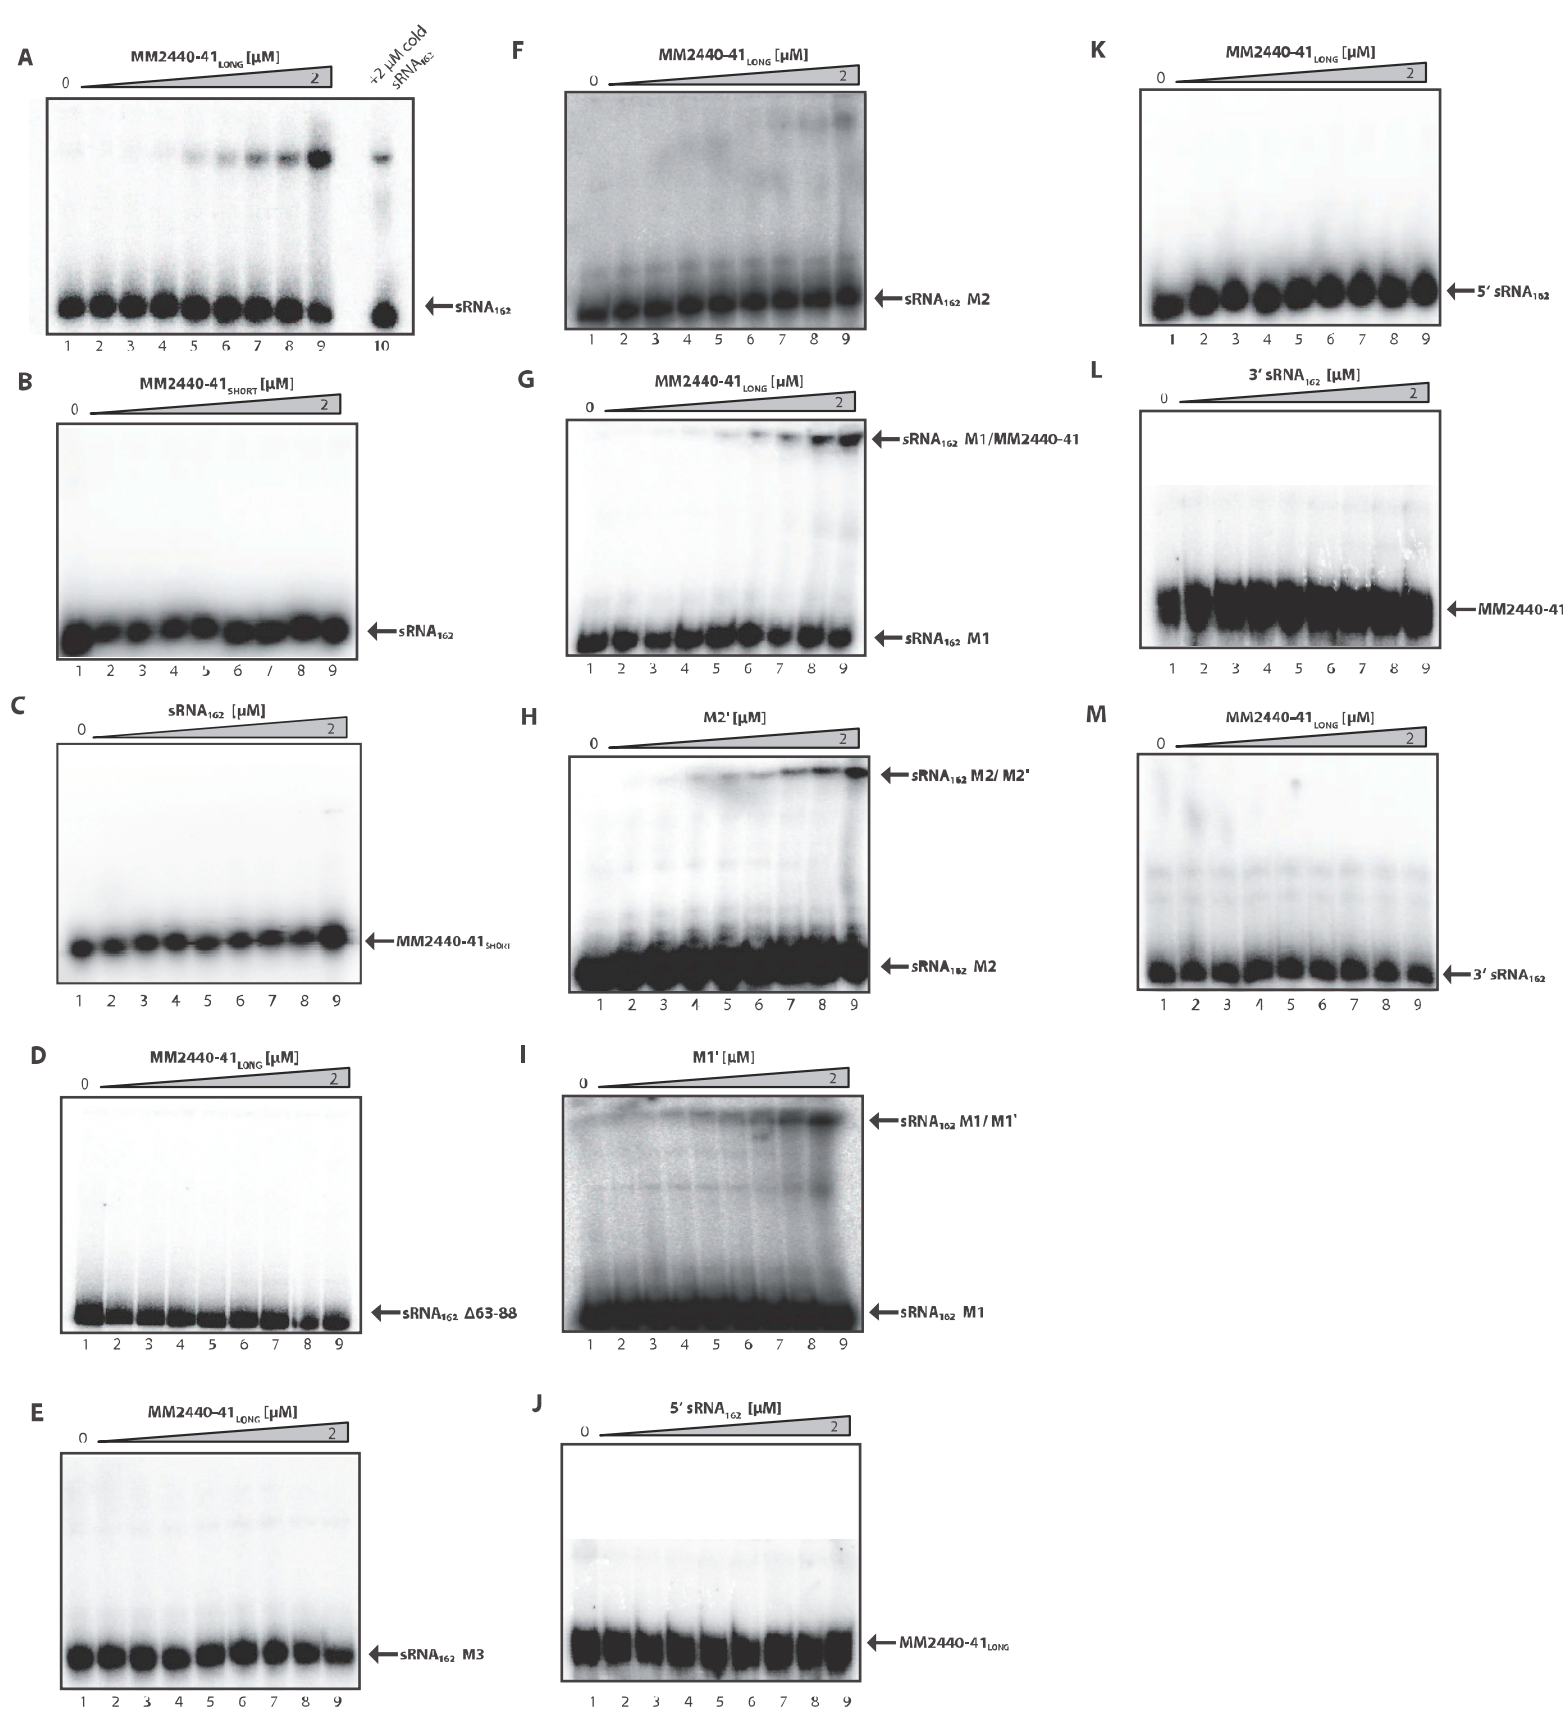 A
MM2440-41LONG [µM]
0
2
+2 µM cold
sRNA162
sRNA162
1 2 3 4 5 6 7 8 9 10
B
MM2440-41SHORT [µM]
0
2
sRNA162
1 2 3 4 5 6 7 8 9
C
sRNA162 [µM]
0
2
MM2440-41SHORT
1 2 3 4 5 6 7 8 9
D
MM2440-41LONG [µM]
0
2
sRNA162 Δ63-88
1 2 3 4 5 6 7 8 9
E
MM2440-41LONG [µM]
0
2
sRNA162 M3
1 2 3 4 5 6 7 8 9
F
MM2440-41LONG [µM]
0
2
sRNA162 M2
1 2 3 4 5 6 7 8 9
G
MM2440-41LONG [µM]
0
2
sRNA162 M1/MM2440-41
sRNA162 M1
1 2 3 4 5 6 7 8 9
H
M2' [µM]
0
2
sRNA162 M2/ M2'
sRNA162 M2
1 2 3 4 5 6 7 8 9
I
M1' [µM]
0
2
sRNA162 M1/ M1'
sRNA162 M1
1 2 3 4 5 6 7 8 9
J
5' sRNA162 [µM]
0
2
MM2440-41LONG
1 2 3 4 5 6 7 8 9
K
MM2440-41LONG [µM]
0
2
5' sRNA162
1 2 3 4 5 6 7 8 9
L
3' sRNA162 [µM]
0
2
MM2440-41
1 2 3 4 5 6 7 8 9
M
MM2440-41LONG [µM]
0
2
3' sRNA162
1 2 3 4 5 6 7 8 9